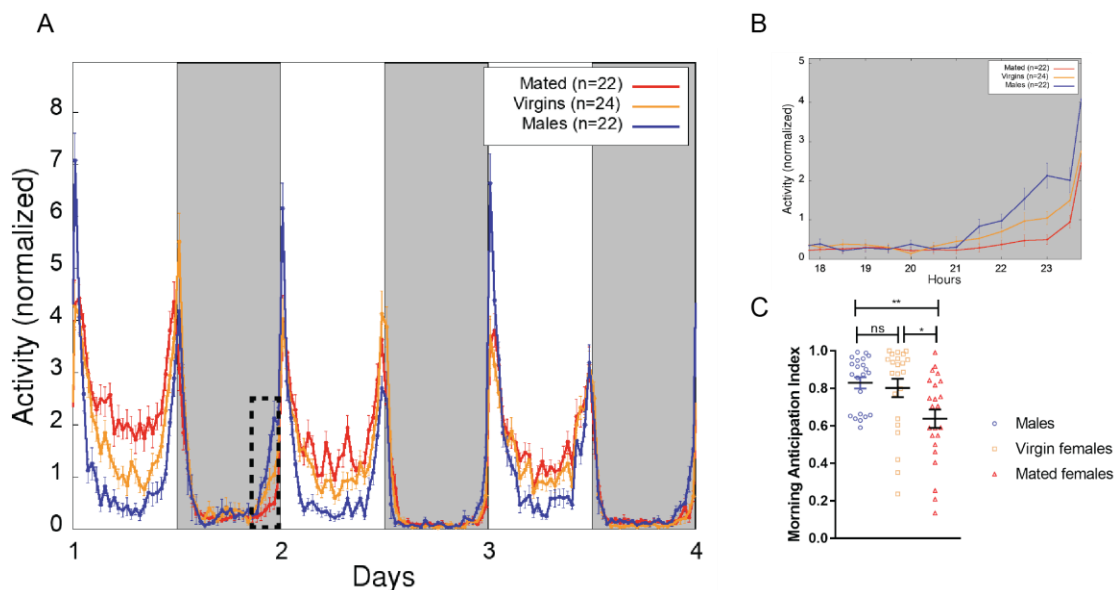 A
Activity (normalized)
8
7
6
5
4
3
2
1
0
Mated (n=22)
Virgins (n=24)
Males (n=22)
1
2
3
4
Days
B
Activity (normalized)
5
4
3
2
1
0
Mated (n=22)
Virgins (n=24)
Males (n=22)
18
19
20
21
22
23
Hours
C
Morning Anticipation Index
**
ns
*
1.0
0.8
0.6
0.4
0.2
0.0
Males
Virgin females
Mated females